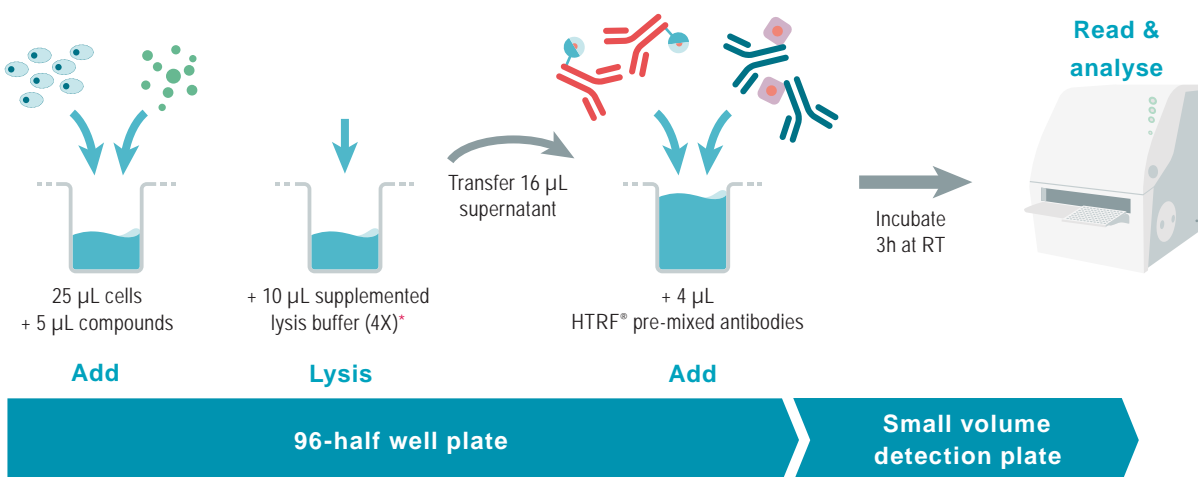 Read &
analyse
Transfer 16 µL
supernatant
Incubate
3h at RT
25 µL cells
+ 5 µL compounds
+ 10 µL supplemented
lysis buffer (4X)*
+ 4 µL
HTRF® pre-mixed antibodies
Add
Lysis
Add
96-half well plate
Small volume
detection plate